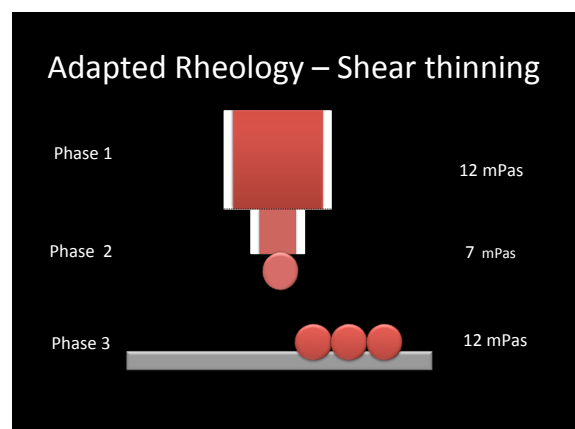 Adapted Rheology – Shear thinning
Phase 1
12 mPas
Phase 2
7 mPas
Phase 3
12 mPas